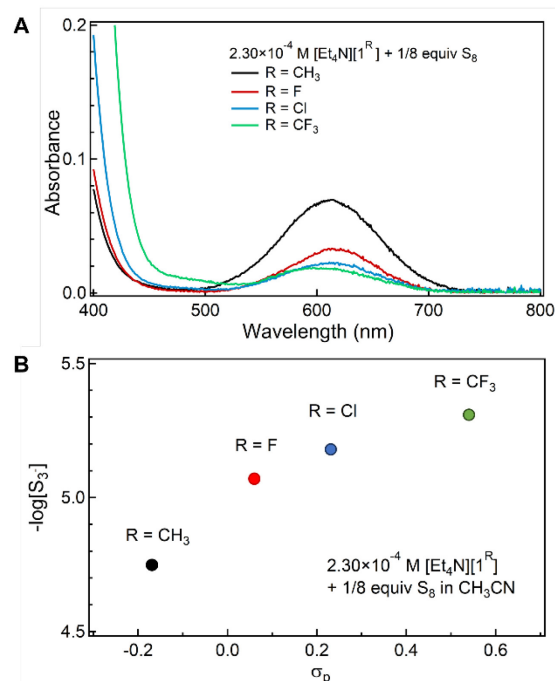 A
0.2
2.30×10⁻⁴ M [Et₄N][1ᴿ] + 1/8 equiv S₈
R = CH₃
R = F
R = Cl
R = CF₃
Absorbance
0.1
0.0
400 500 600 700 800
Wavelength (nm)
B
5.5
R = CF₃
R = Cl
R = F
-log[S₃⁻]
5.0
R = CH₃
2.30×10⁻⁴ M [Et₄N][1ᴿ]
+ 1/8 equiv S₈ in CH₃CN
4.5
-0.2 0.0 0.2 0.4 0.6
σₚ